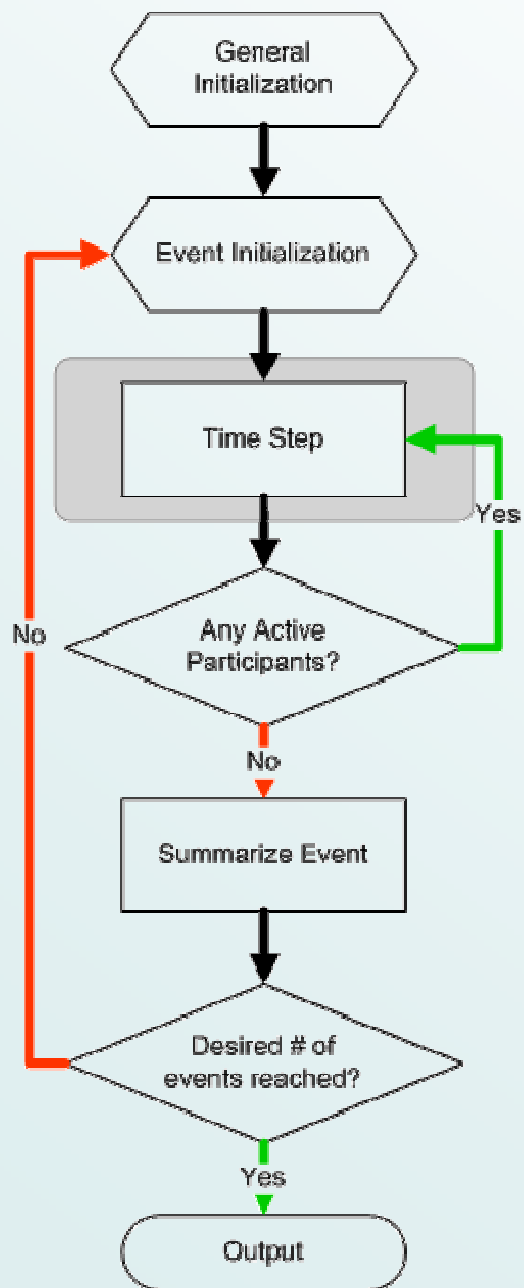 General
Initialization
Event Initialization
Time Step
Yes
Any Active
Participants?
No
No
Summarize Event
Desired # of
events reached?
Yes
Output